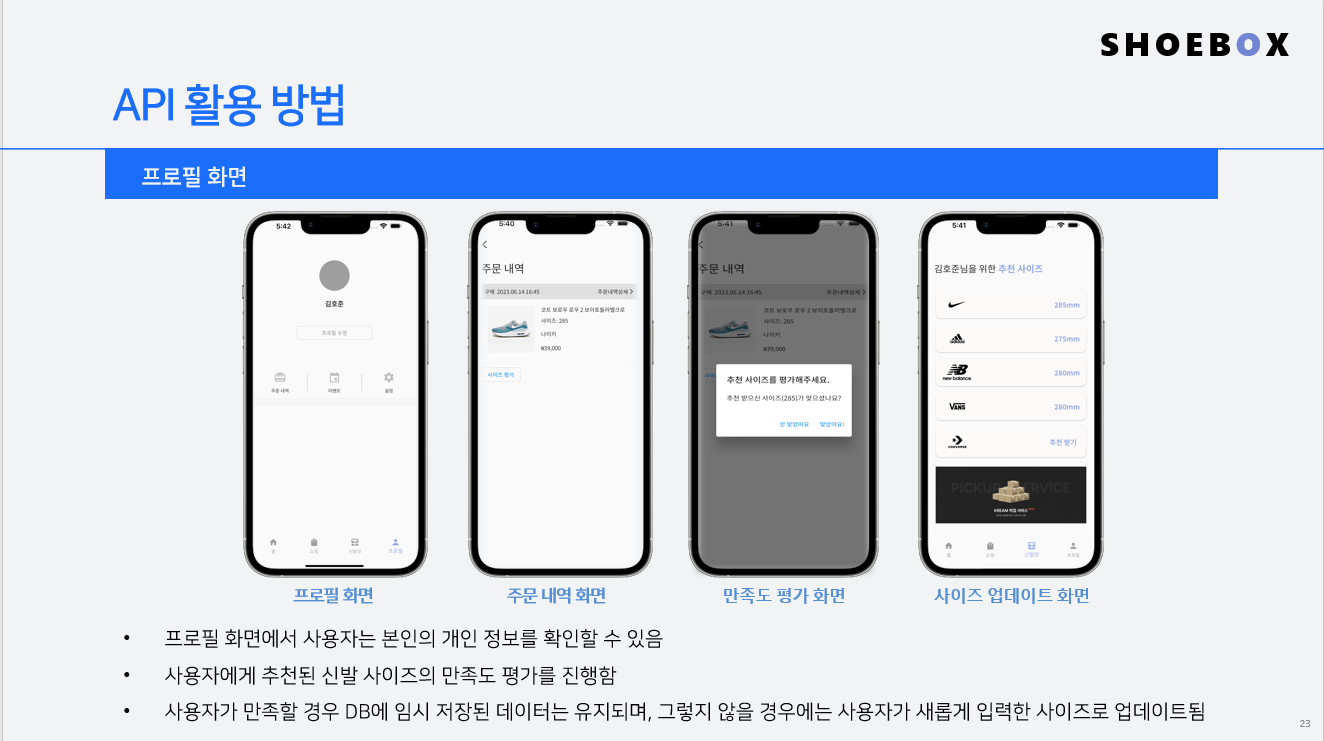 SHOEBOX
API 활용 방법
프로필 화면
5:42
김호준
프로필 수정
주문 내역 이벤트 설정
홈 쇼핑 신발장 프로필
프로필 화면
5:40
주문 내역
구매 2023.06.14 16:45 주문내역상세
코트 보로우 로우 2 보이토들러벨크로
사이즈: 285
나이키
₩39,000
사이즈 평가
주문 내역 화면
5:41
주문 내역
구매 2023.06.14 16:45 주문내역상세
코트 보로우 로우 2 보이토들러벨크로
사이즈: 285
나이키
₩39,000
추천 사이즈를 평가해주세요.
추천 받으신 사이즈(285)가 맞으셨나요?
안 맞았어요 맞았어요!
만족도 평가 화면
5:41
김호준님을 위한 추천 사이즈
285mm
adidas 275mm
new balance 280mm
VANS 280mm
CONVERSE 추천 받기
PICKUP SERVICE
KREAM 픽업 서비스
홈 쇼핑 신발장 프로필
사이즈 업데이트 화면
• 프로필 화면에서 사용자는 본인의 개인 정보를 확인할 수 있음
• 사용자에게 추천된 신발 사이즈의 만족도 평가를 진행함
• 사용자가 만족할 경우 DB에 임시 저장된 데이터는 유지되며, 그렇지 않을 경우에는 사용자가 새롭게 입력한 사이즈로 업데이트됨
23